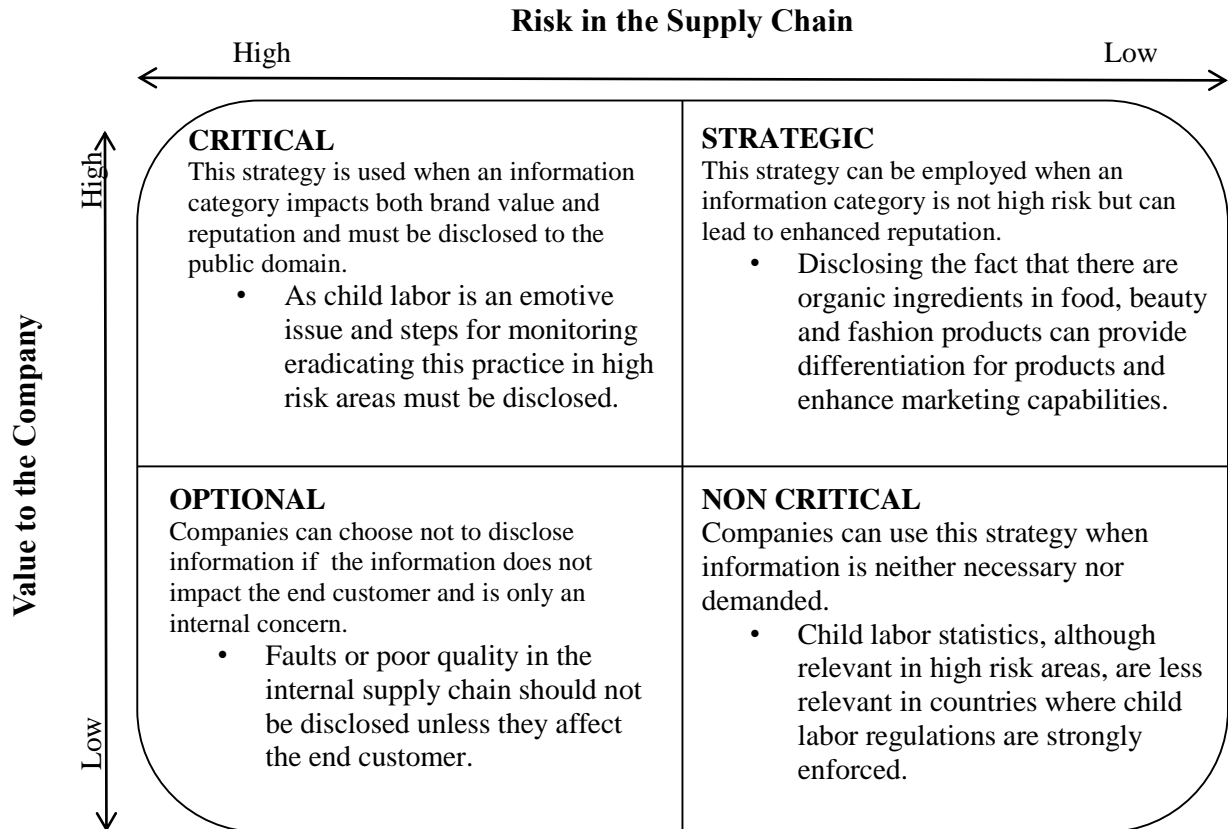 Risk in the Supply Chain
High
Low
Value to the Company
High
Low
CRITICAL
This strategy is used when an information
category impacts both brand value and
reputation and must be disclosed to the
public domain.
• As child labor is an emotive
issue and steps for monitoring
eradicating this practice in high
risk areas must be disclosed.
STRATEGIC
This strategy can be employed when an
information category is not high risk but can
lead to enhanced reputation.
• Disclosing the fact that there are
organic ingredients in food, beauty
and fashion products can provide
differentiation for products and
enhance marketing capabilities.
OPTIONAL
Companies can choose not to disclose
information if the information does not
impact the end customer and is only an
internal concern.
• Faults or poor quality in the
internal supply chain should not
be disclosed unless they affect
the end customer.
NON CRITICAL
Companies can use this strategy when
information is neither necessary nor
demanded.
• Child labor statistics, although
relevant in high risk areas, are less
relevant in countries where child
labor regulations are strongly
enforced.